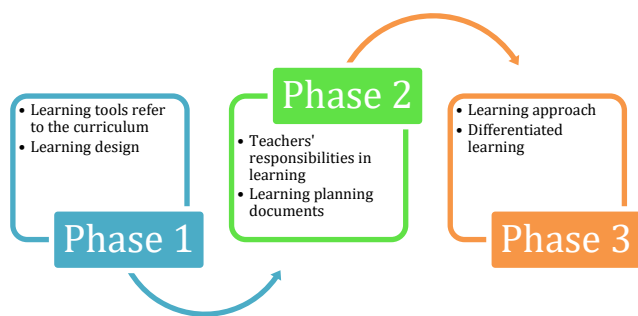 • Learning tools refer
to the curriculum
• Learning design
Phase 1
Phase 2
• Teachers'
responsibilities in
learning
• Learning planning
documents
• Learning approach
• Differentiated
learning
Phase 3